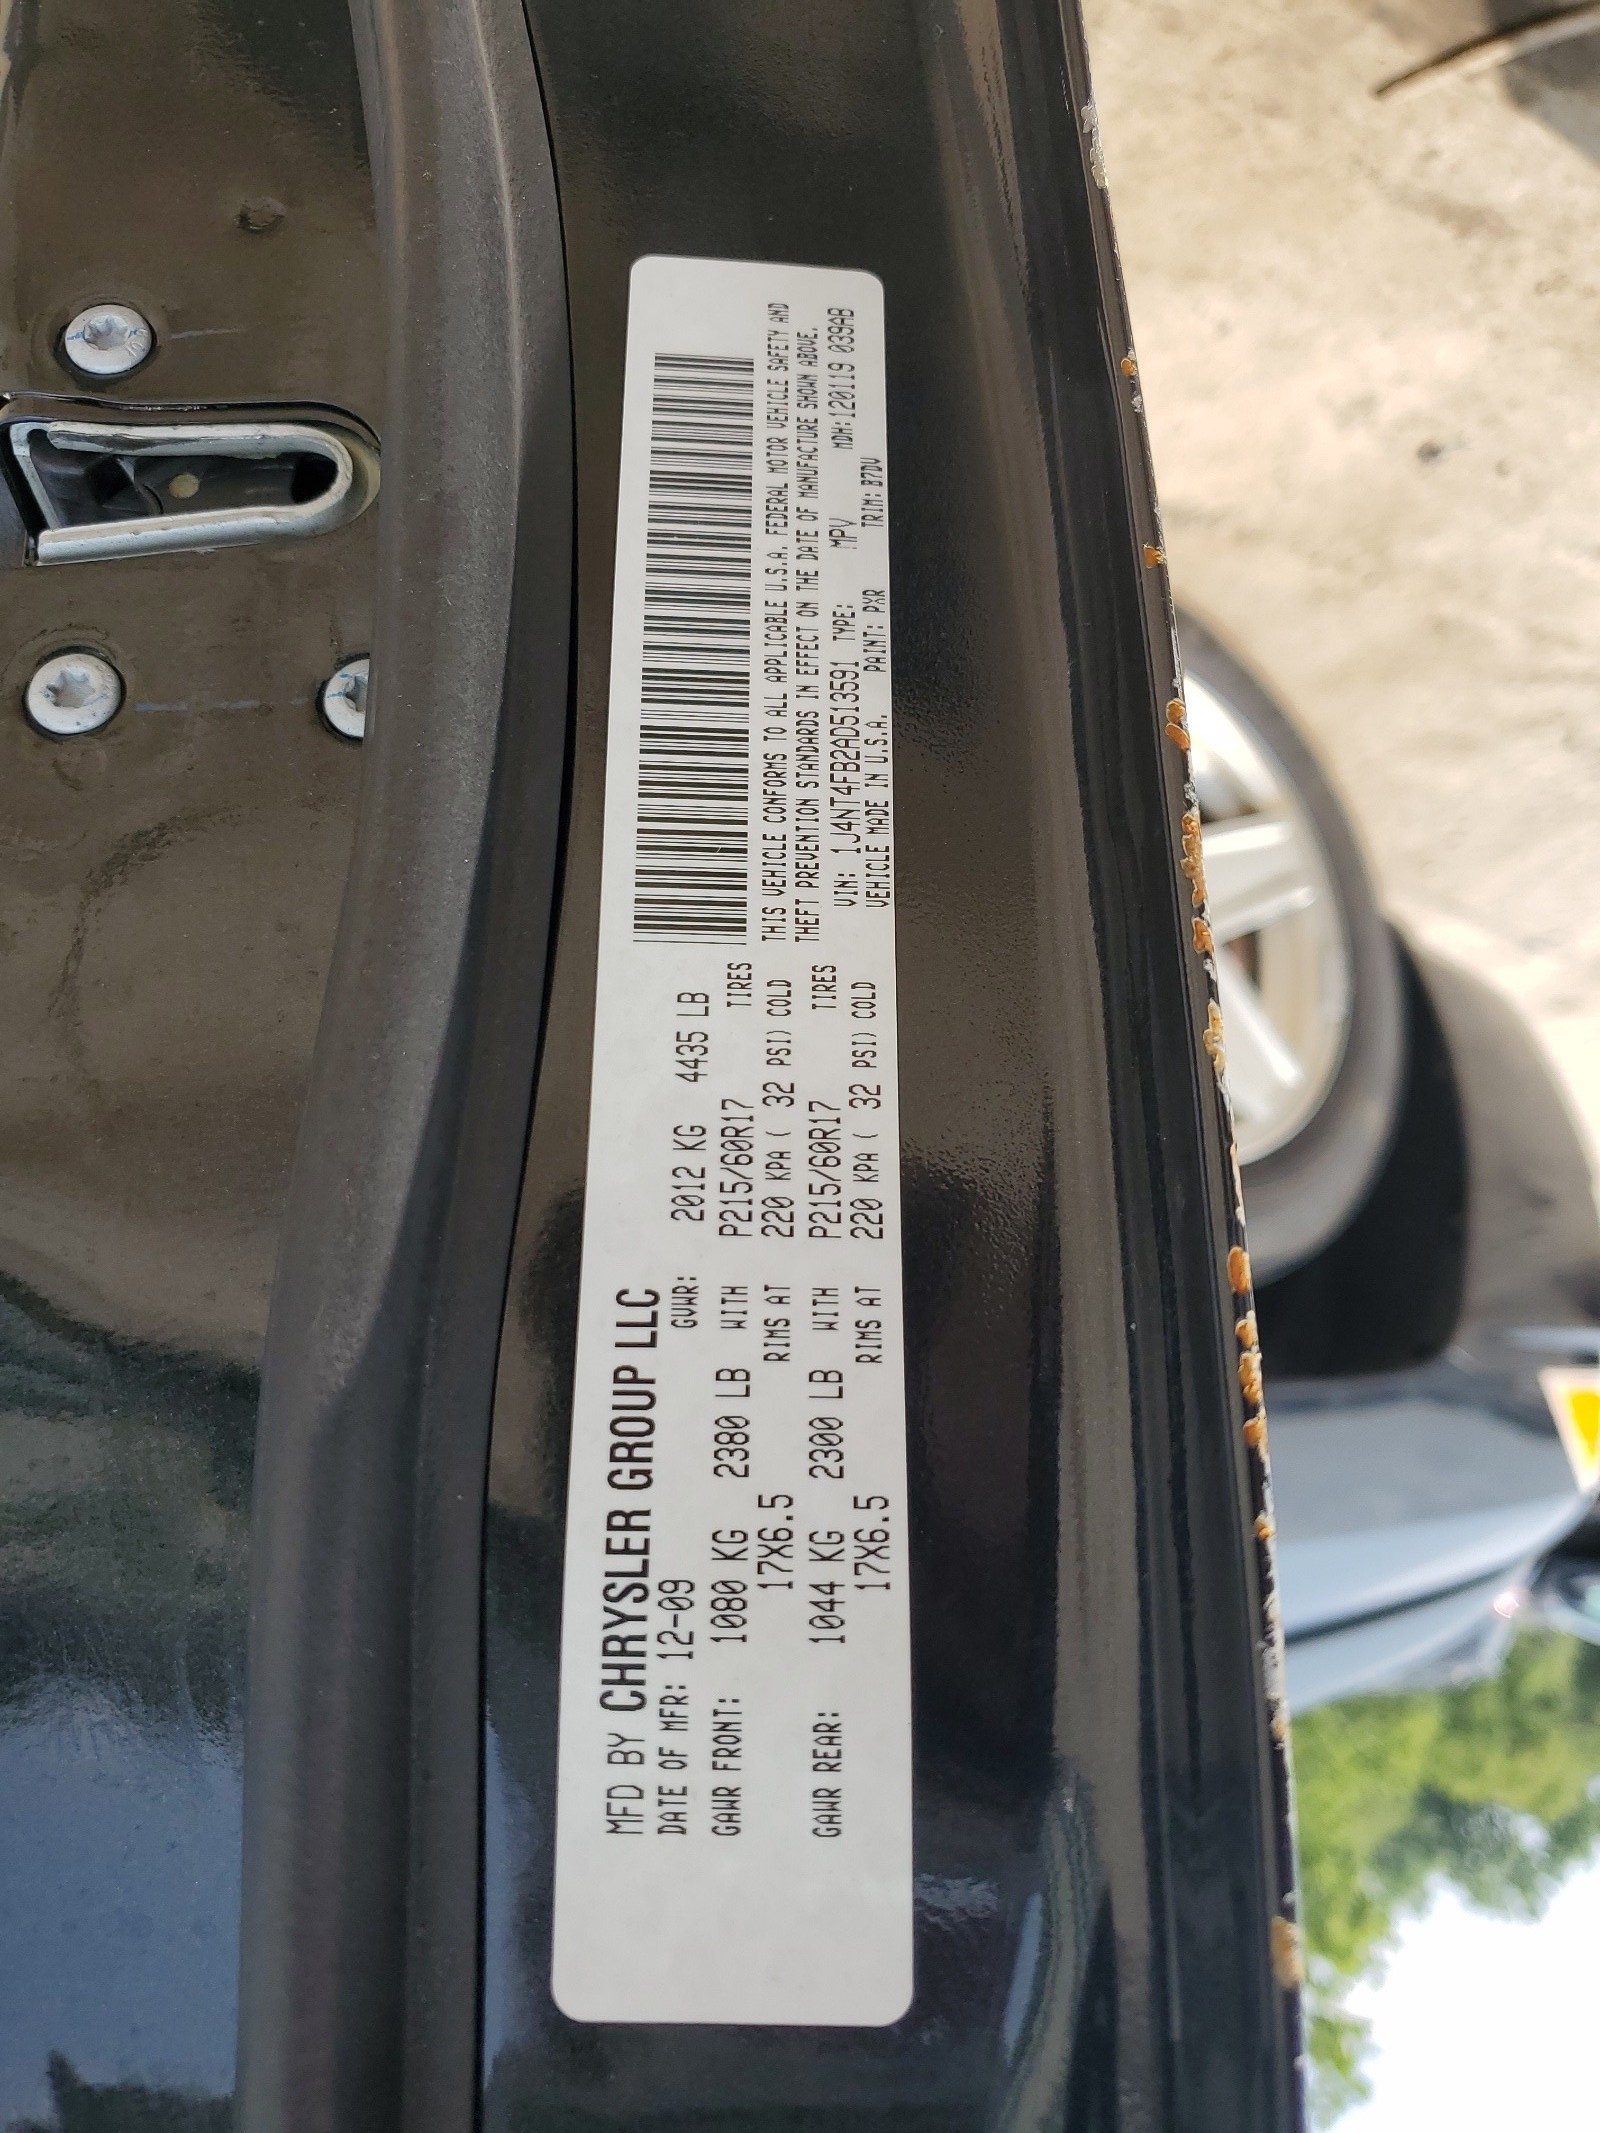 MFD BY CHRYSLER GROUP LLC
DATE OF MFR: 12-09 GVWR: 2012 KG 4435 LB
GAWR FRONT: 1080 KG 2380 LB WITH P215/60R17 TIRES
17X6.5 RIMS AT 220 KPA ( 32 PSI) COLD
GAWR REAR: 1044 KG 2300 LB WITH P215/60R17 TIRES
17X6.5 RIMS AT 220 KPA ( 32 PSI) COLD
THIS VEHICLE CONFORMS TO ALL APPLICABLE U.S.A. FEDERAL MOTOR VEHICLE SAFETY AND
THEFT PREVENTION STANDARDS IN EFFECT ON THE DATE OF MANUFACTURE SHOWN ABOVE.
VIN: 1J4NT4FB2AD513591 TYPE: MPV MDH:120119 039AB
VEHICLE MADE IN U.S.A. PAINT: PXR TRIM: B7DV